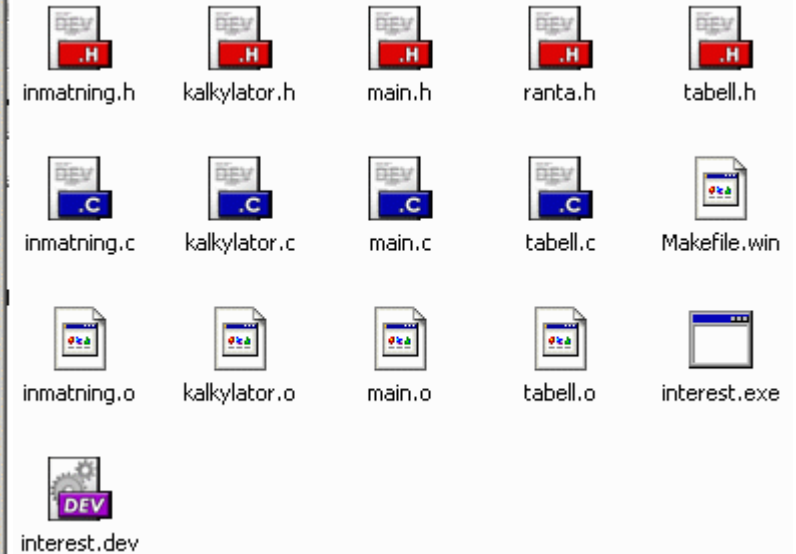 DEV DEV DEV DEV DEV
.H .H .H .H .H
inmatning.h kalkylator.h main.h ranta.h tabell.h
DEV DEV DEV DEV
.C .C .C .C
inmatning.c kalkylator.c main.c tabell.c Makefile.win
inmatning.o kalkylator.o main.o tabell.o interest.exe
DEV
interest.dev